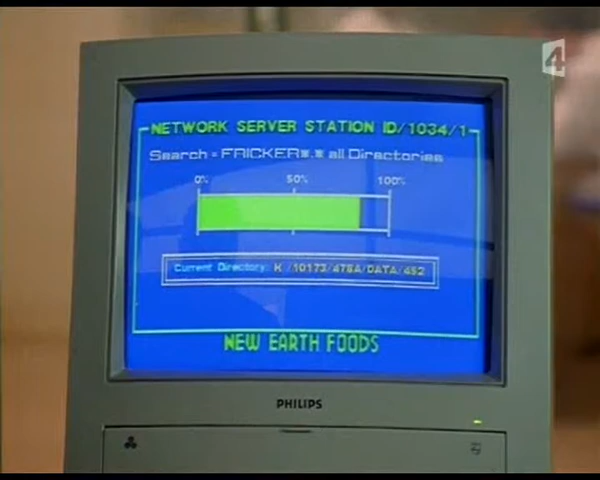 4
NETWORK SERVER STATION ID/1034/1
Search = FRICKER*.* all Directories
0% 50% 100%
Current Directory: K /10173/478A/DATA/452
NEW EARTH FOODS
PHILIPS